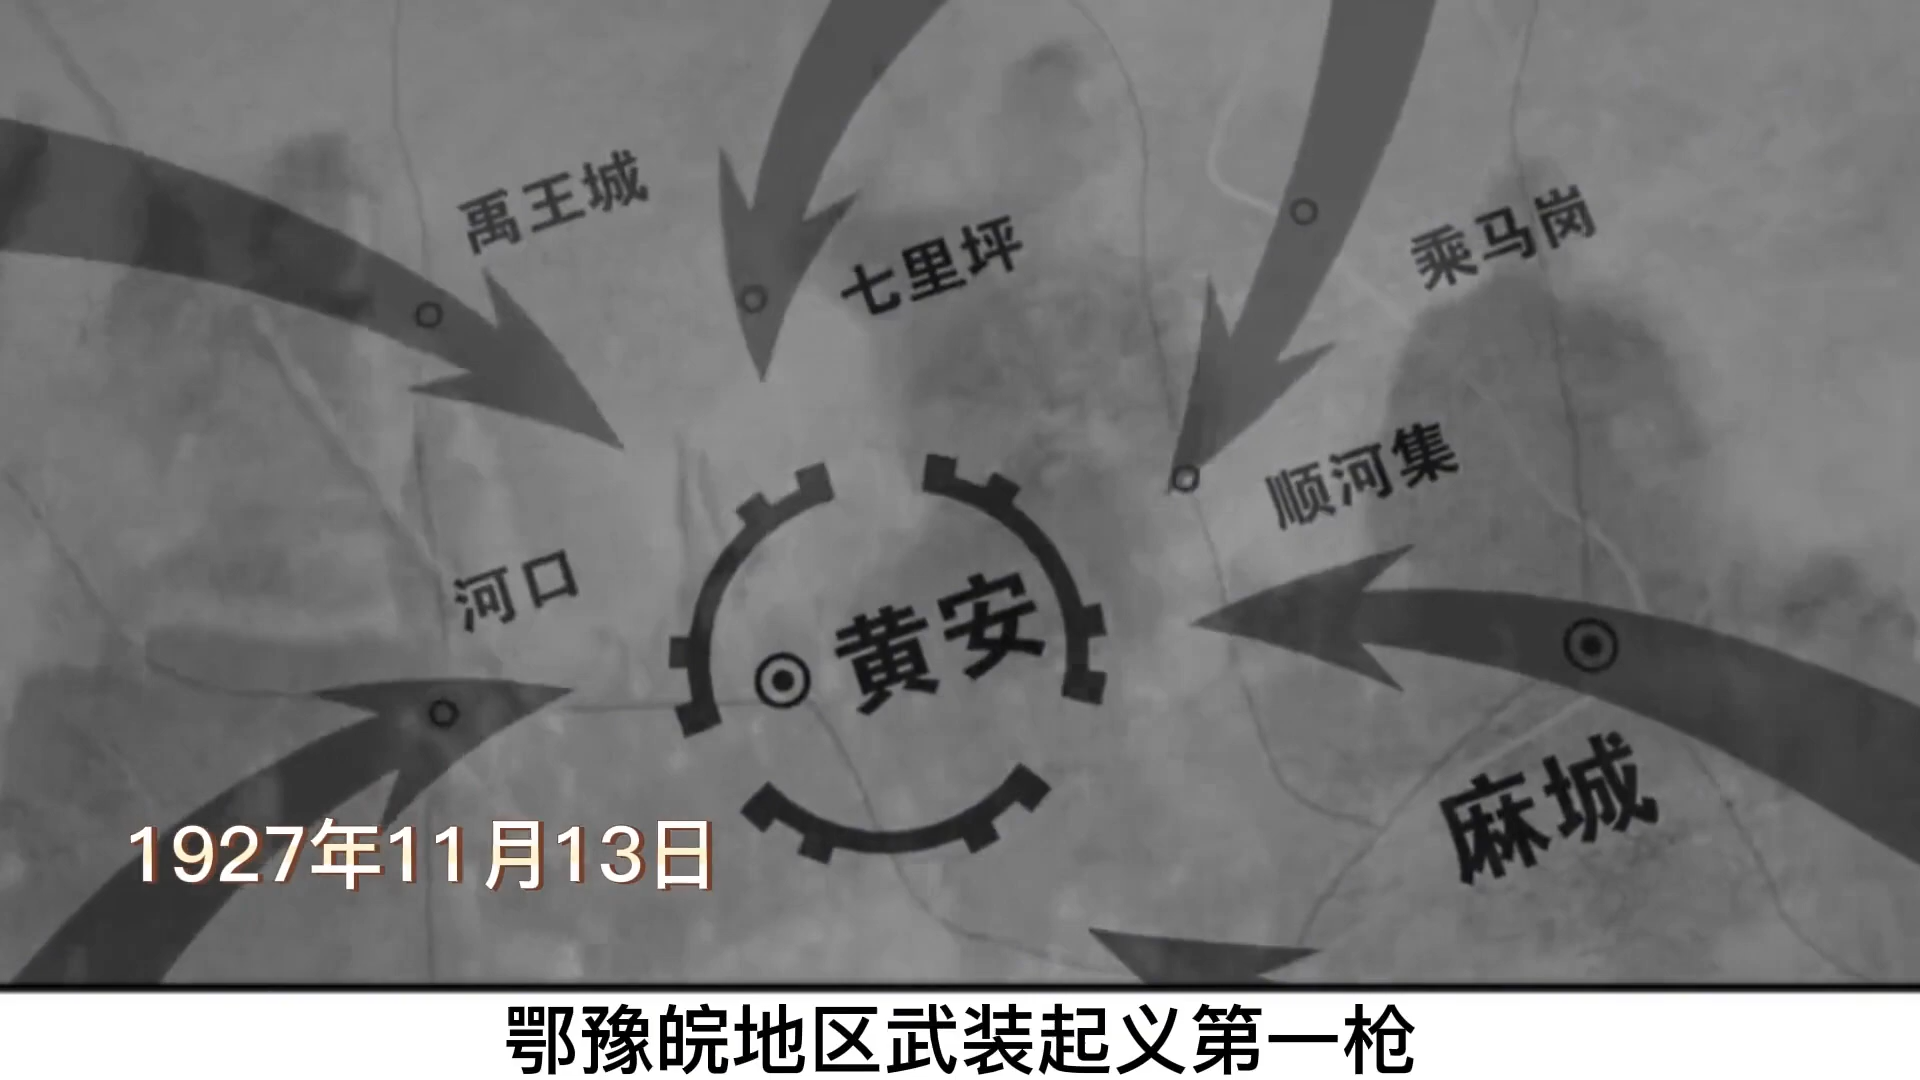 禹王城
七里坪
乘马岗
顺河集
河口
黄安
麻城
1927年11月13日
鄂豫皖地区武装起义第一枪